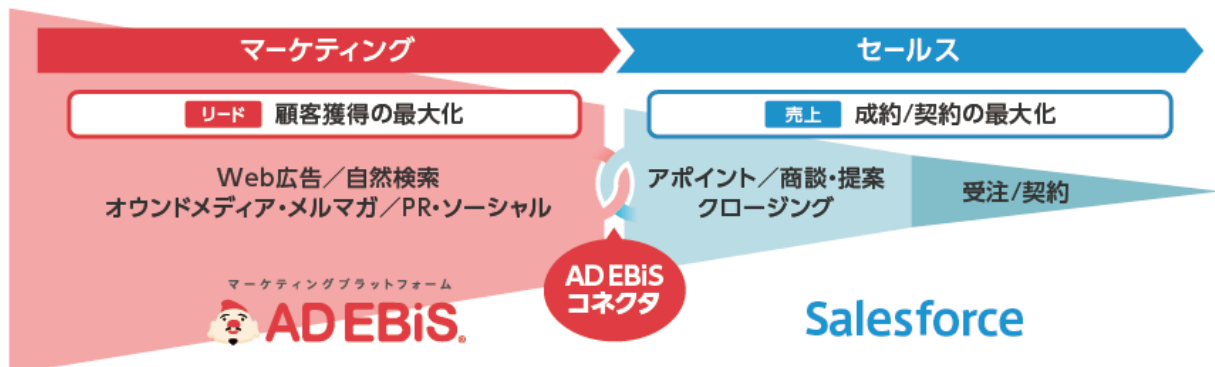 マーケティング
セールス
リード 顧客獲得の最大化
売上 成約/契約の最大化
Web広告／自然検索
オウンドメディア・メルマガ／PR・ソーシャル
アポイント／商談・提案
クロージング
受注/契約
AD EBiS
コネクタ
マーケティングプラットフォーム
AD EBiS®
Salesforce